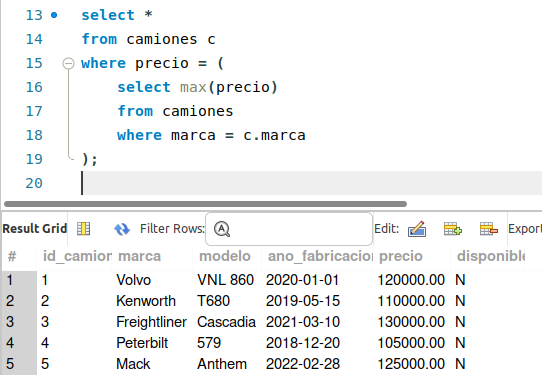 13 select *
14 from camiones c
15 where precio = (
16 select max(precio)
17 from camiones
18 where marca = c.marca
19 );
20
Result Grid Filter Rows: Edit: Export
# id_camion marca modelo ano_fabricacion precio disponible
1 1 Volvo VNL 860 2020-01-01 120000.00 N
2 2 Kenworth T680 2019-05-15 110000.00 N
3 3 Freightliner Cascadia 2021-03-10 130000.00 N
4 4 Peterbilt 579 2018-12-20 105000.00 N
5 5 Mack Anthem 2022-02-28 125000.00 N